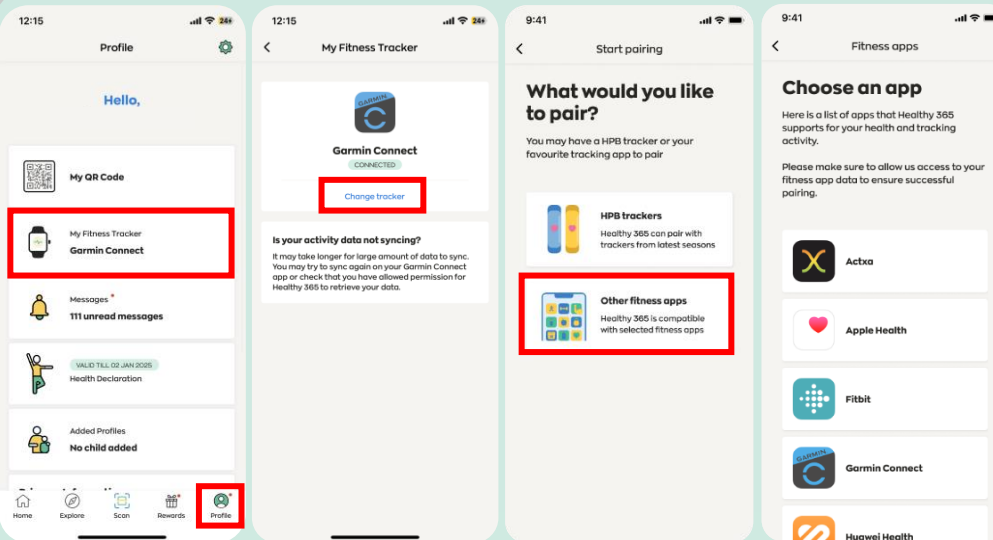 12:15
24+
Profile
Hello,
My QR Code
My Fitness Tracker
Garmin Connect
Messages
111 unread messages
VALID TILL 02 JAN 2025
Health Declaration
Added Profiles
No child added
Home
Explore
Scan
Rewards
Profile
12:15
24+
My Fitness Tracker
GARMIN
Garmin Connect
CONNECTED
Change tracker
Is your activity data not syncing?
It may take longer for large amount of data to sync.
You may try to sync again on your Garmin Connect
app or check that you have allowed permission for
Healthy 365 to retrieve your data.
9:41
Start pairing
What would you like
to pair?
You may have a HPB tracker or your
favourite tracking app to pair
HPB trackers
Healthy 365 can pair with
trackers from latest seasons
Other fitness apps
Healthy 365 is compatible
with selected fitness apps
9:41
Fitness apps
Choose an app
Here is a list of apps that Healthy 365
supports for your health and tracking
activity.
Please make sure to allow us access to your
fitness app data to ensure successful
pairing.
Actxa
Apple Health
Fitbit
GARMIN
Garmin Connect
Huawei Health